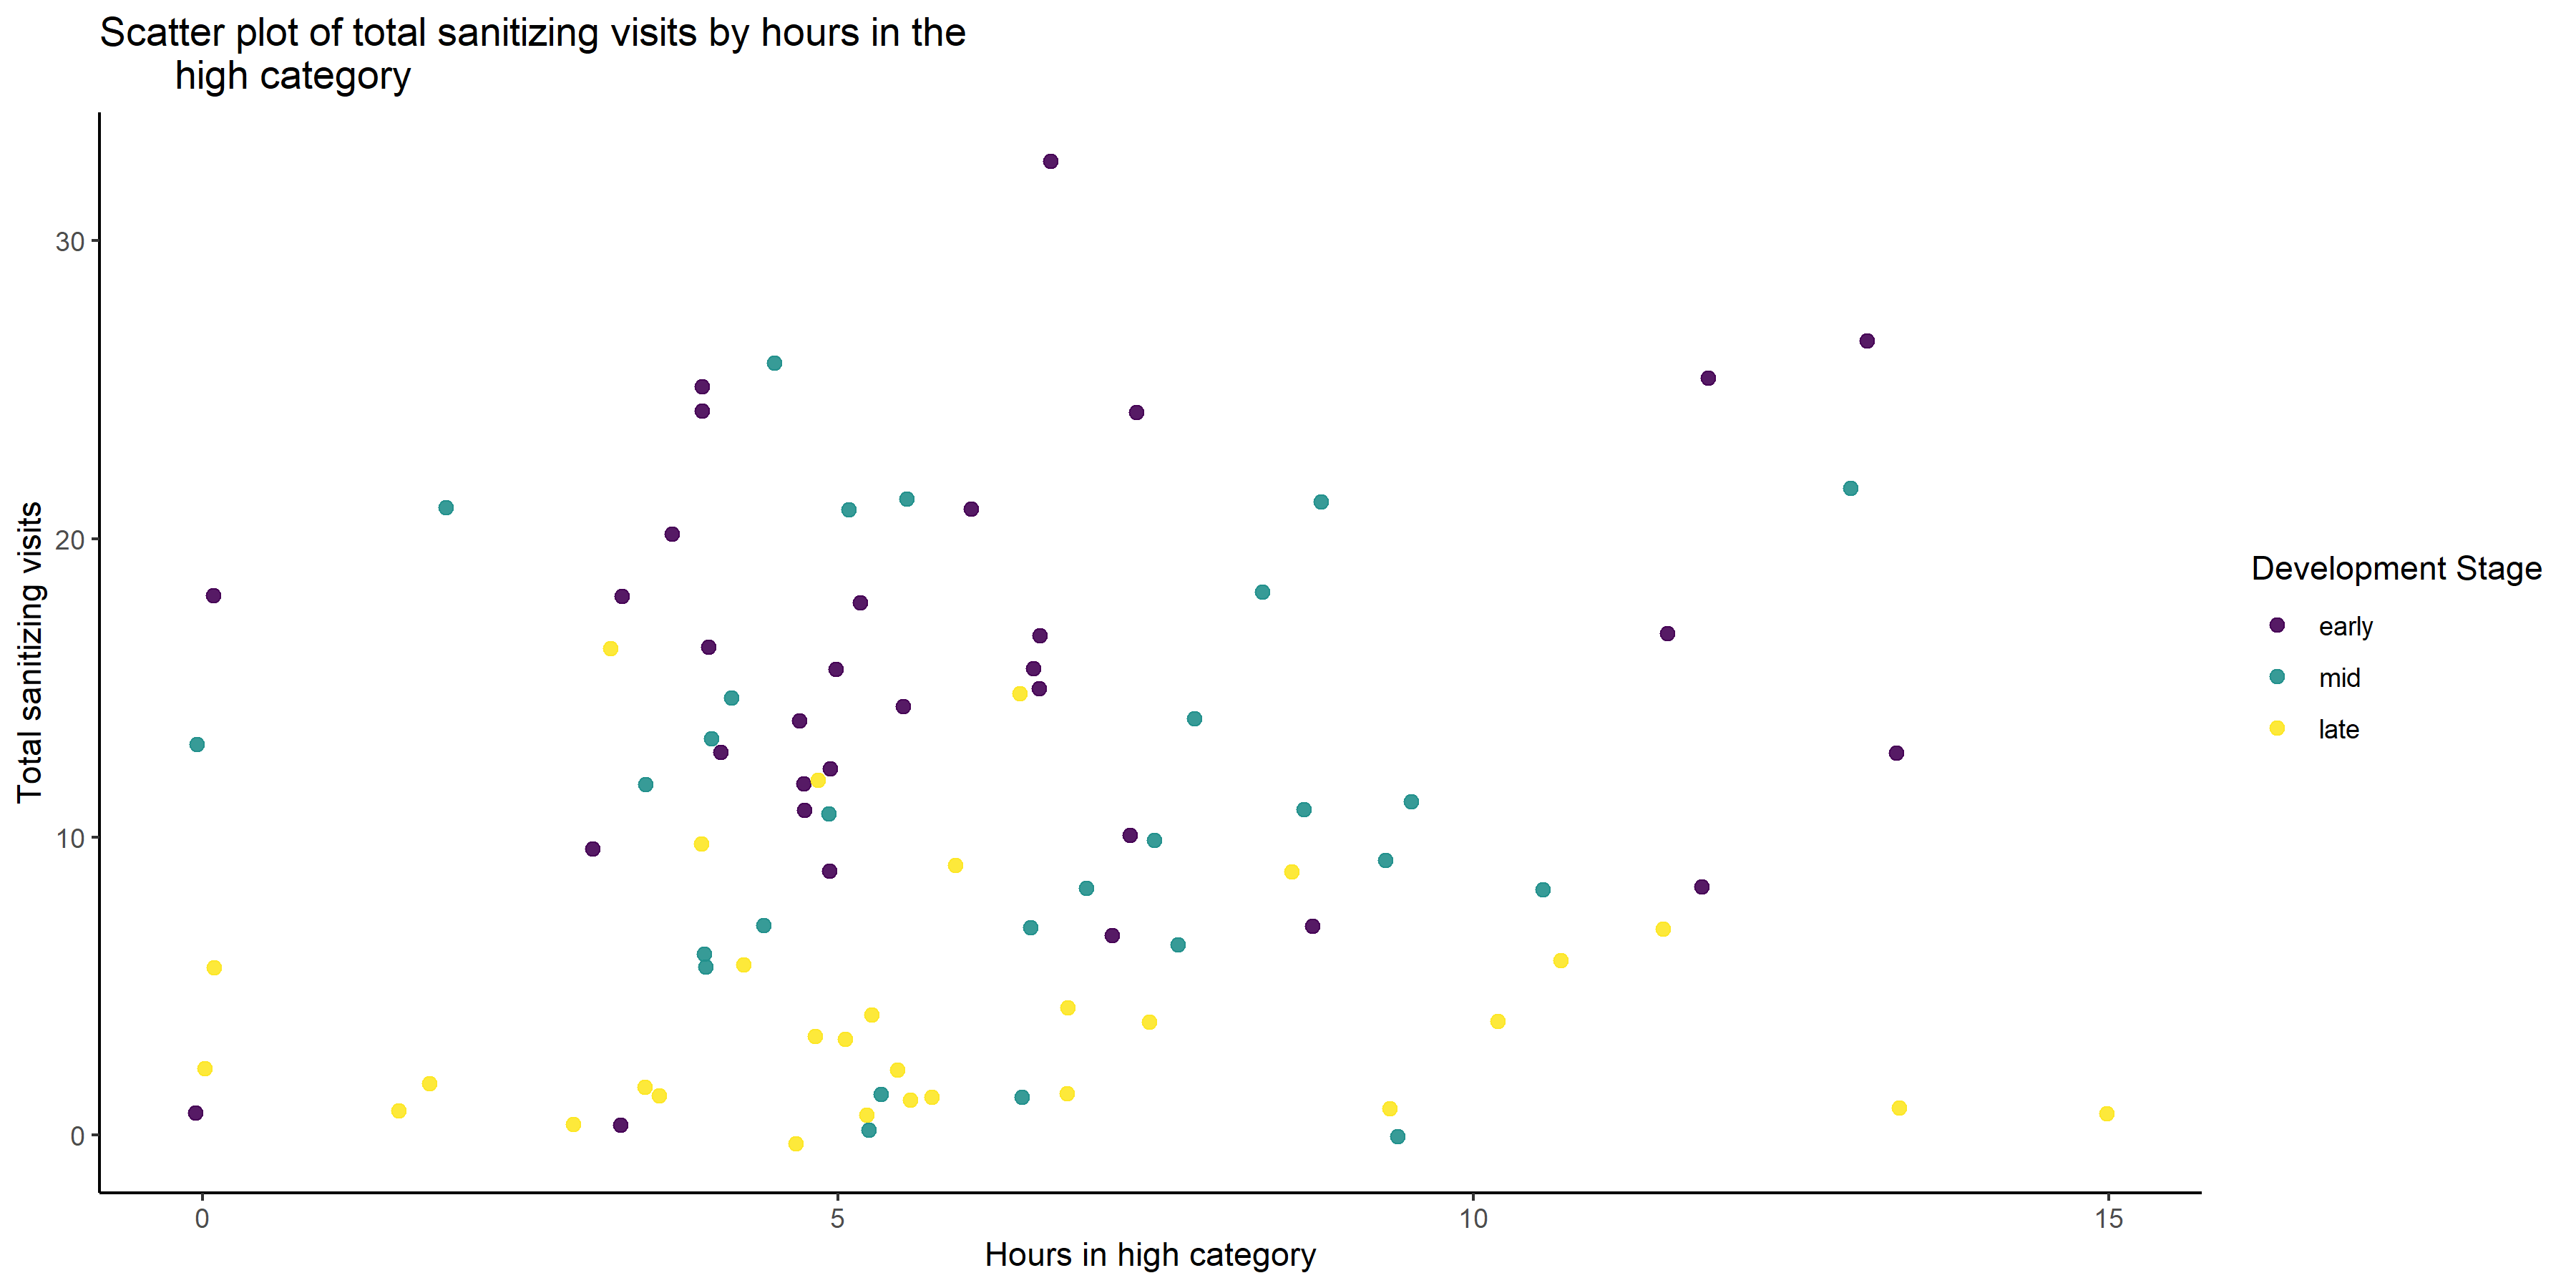 Scatter plot of total sanitizing visits by hours in the
high category
Total sanitizing visits
30
20
10
0
0
5
10
15
Hours in high category
Development Stage
early
mid
late